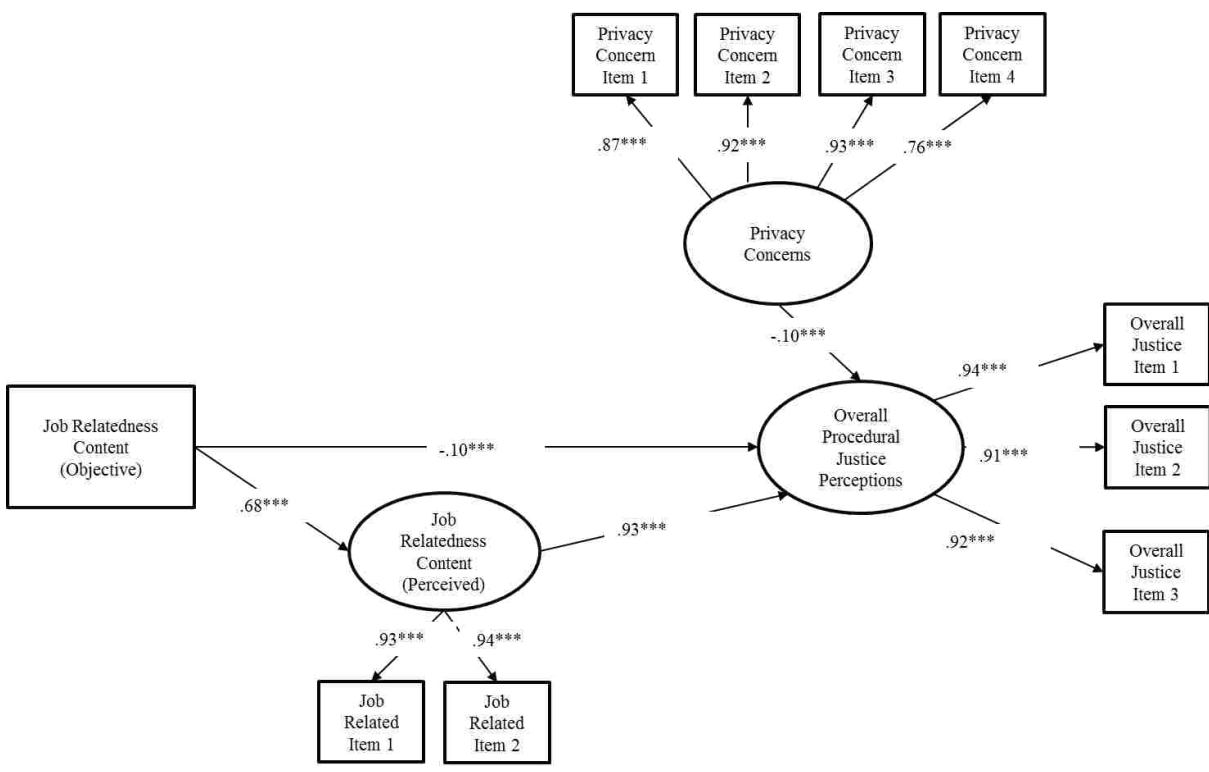 Privacy
Concern
Item 1
Privacy
Concern
Item 2
Privacy
Concern
Item 3
Privacy
Concern
Item 4
.87***
.92***
.93***
.76***
Privacy
Concerns
-.10***
Overall
Justice
Item 1
.94***
Job Relatedness
Content
(Objective)
-.10***
Overall
Procedural
Justice
Perceptions
.91***
Overall
Justice
Item 2
.68***
Job
Relatedness
Content
(Perceived)
.93***
.92***
Overall
Justice
Item 3
.93***
.94***
Job
Related
Item 1
Job
Related
Item 2